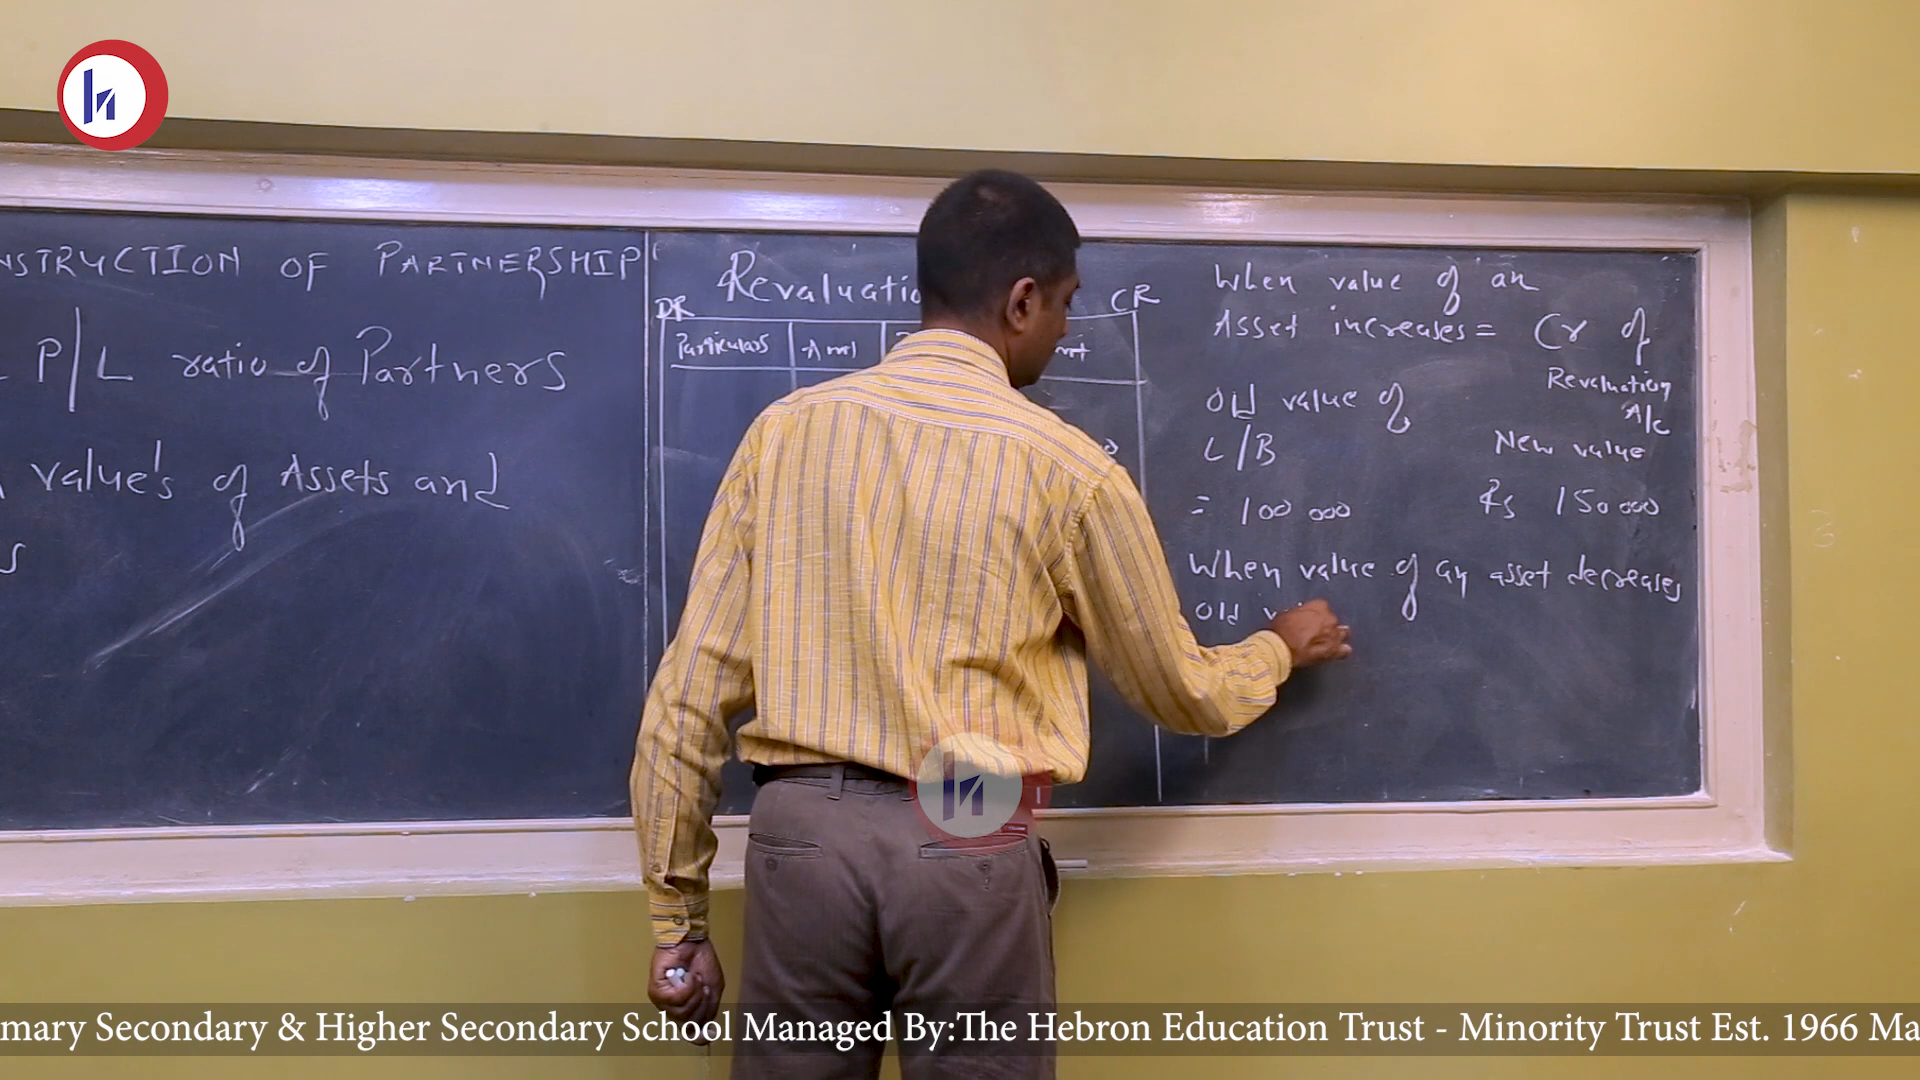 NSTRUCTION OF PARTNERSHIP
P/L ratio of Partners
value's of Assets and
s
Revaluatio
DR
CR
Particulars
Amt
When value of an
Asset increases = Cr of
Revaluation
A/c
Old value of
L/B
New value
= 100 000
Rs 150 000
When value of an asset decreases
Old
mary Secondary & Higher Secondary School Managed By:The Hebron Education Trust - Minority Trust Est. 1966 Ma